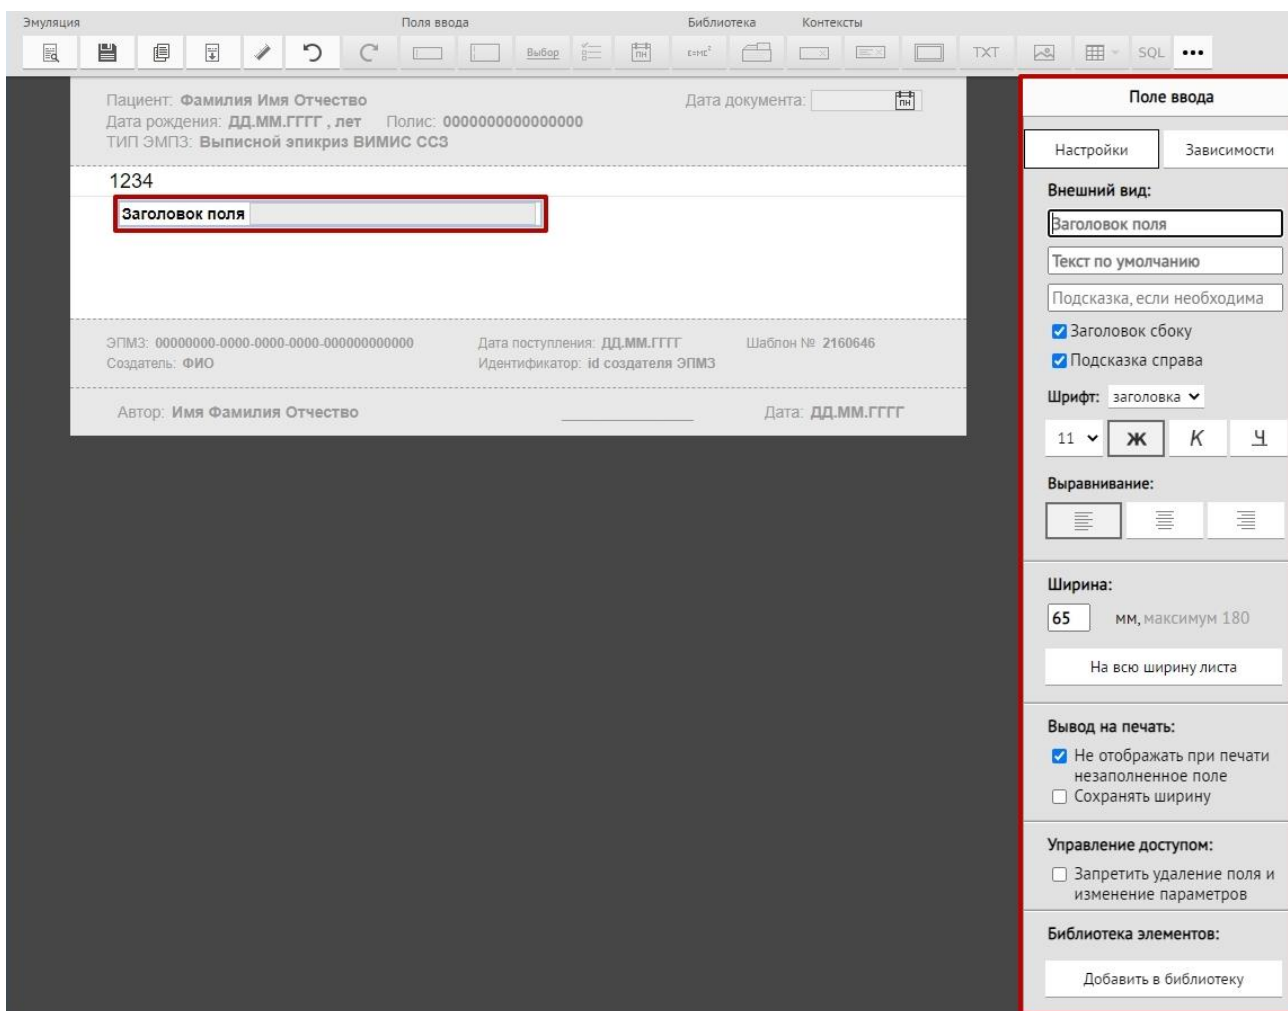 Эмуляция Поля ввода Библиотека Контексты
Выбор ПН E=MC² TXT SQL
Пациент: Фамилия Имя Отчество Дата документа: ПН
Дата рождения: ДД.ММ.ГГГГ , лет Полис: 0000000000000000
ТИП ЭМПЗ: Выписной эпикриз ВИМИС ССЗ
1234
Заголовок поля
ЭПМЗ: 00000000-0000-0000-0000-000000000000 Дата поступления: ДД.ММ.ГГГГ Шаблон № 2160646
Создатель: ФИО Идентификатор: id создателя ЭПМЗ
Автор: Имя Фамилия Отчество Дата: ДД.ММ.ГГГГ
Поле ввода
Настройки Зависимости
Внешний вид:
Заголовок поля
Текст по умолчанию
Подсказка, если необходима
Заголовок сбоку
Подсказка справа
Шрифт: заголовка
11 Ж К Ч
Выравнивание:
Ширина:
65 мм, максимум 180
На всю ширину листа
Вывод на печать:
Не отображать при печати
незаполненное поле
Сохранять ширину
Управление доступом:
Запретить удаление поля и
изменение параметров
Библиотека элементов:
Добавить в библиотеку